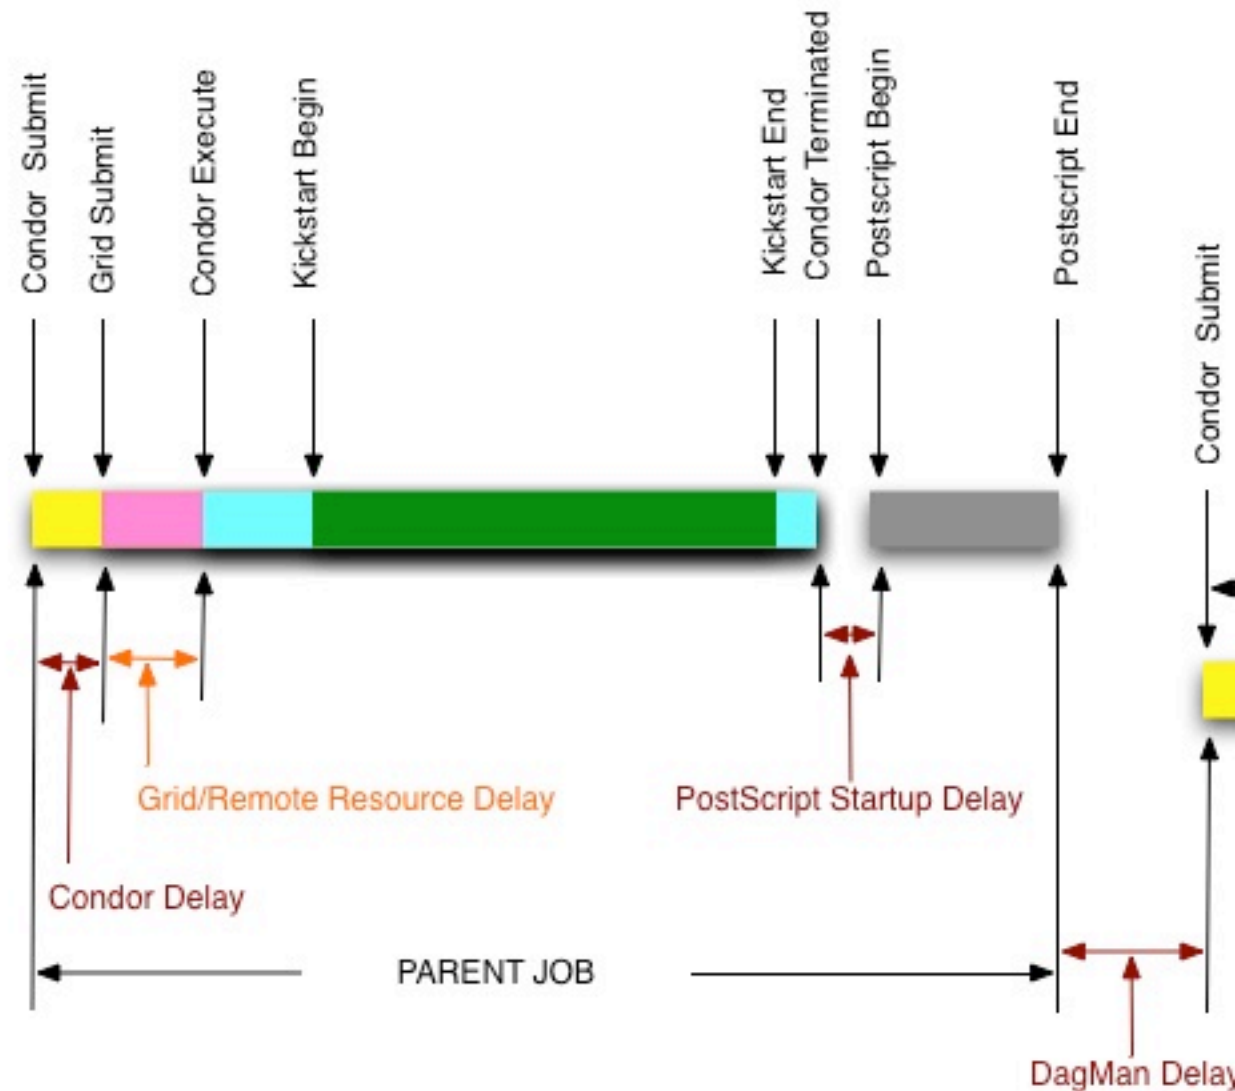 Condor Submit
Grid Submit
Condor Execute
Kickstart Begin
Kickstart End
Condor Terminated
Postscript Begin
Postscript End
Condor Submit
Grid/Remote Resource Delay
PostScript Startup Delay
Condor Delay
PARENT JOB
DagMan Delay